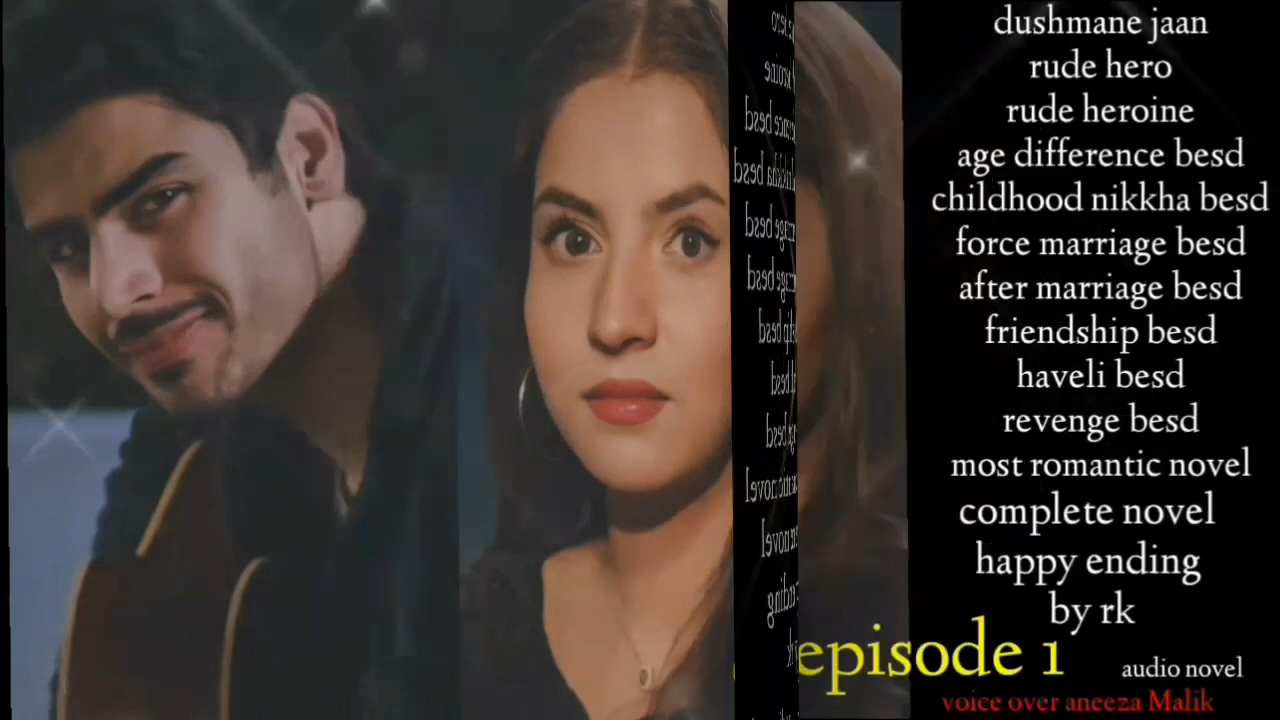 dushmane jaan
rude hero
rude heroine
age difference besd
childhood nikkha besd
force marriage besd
after marriage besd
friendship besd
haveli besd
revenge besd
most romantic novel
complete novel
happy ending
by rk
episode 1
audio novel
voice over aneeza Malik